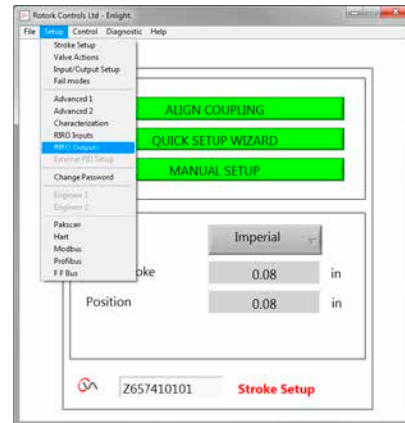 Rotork Controls Ltd - Enlight.
File Setup Control Diagnostic Help
Stroke Setup
Valve Actions
Input/Output Setup
Fail modes
Advanced 1
Advanced 2
Characterization
RIRO Inputs
RIRO Outputs
External PID Setup
Change Password
Engineer 1
Engineer 2
Pakscan
Hart
Modbus
Profibus
F F Bus
ALIGN COUPLING
QUICK SETUP WIZARD
MANUAL SETUP
Imperial
oke 0.08 in
Position 0.08 in
Z657410101 Stroke Setup